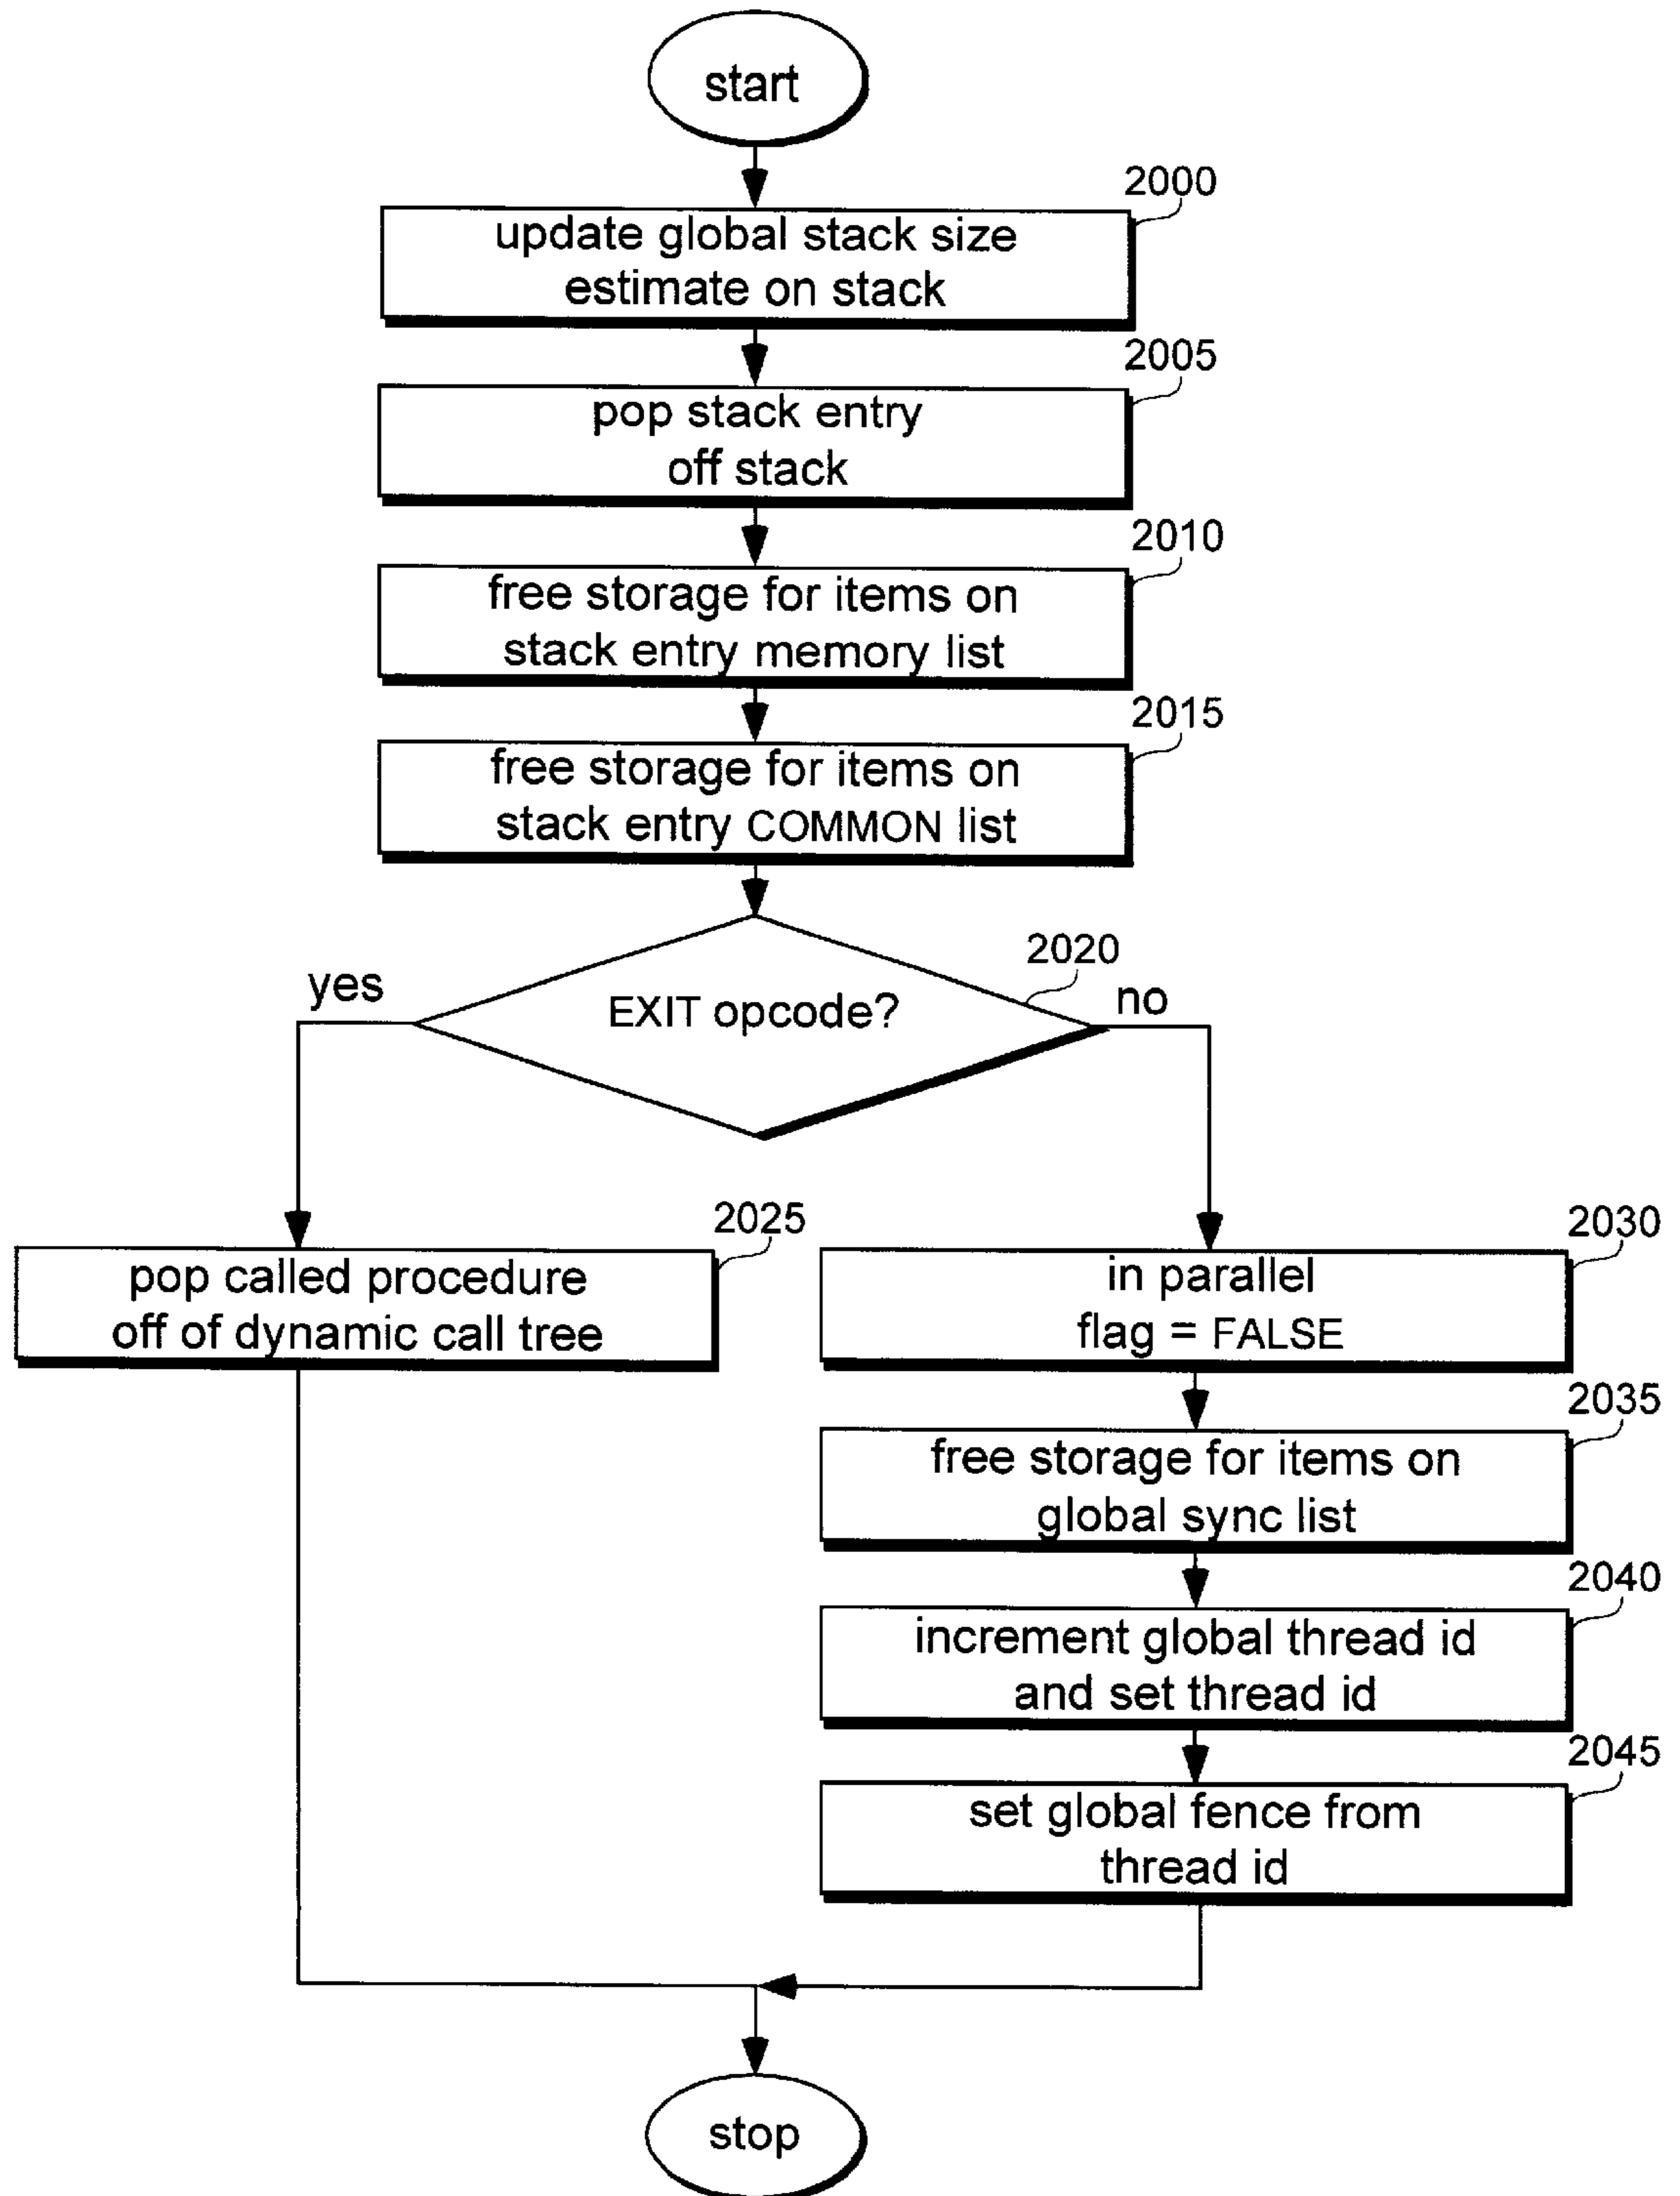 start
2000
update global stack size
estimate on stack
2005
pop stack entry
off stack
2010
free storage for items on
stack entry memory list
2015
free storage for items on
stack entry COMMON list
2020
yes
EXIT opcode?
no
2025
pop called procedure
off of dynamic call tree
2030
in parallel
flag = FALSE
2035
free storage for items on
global sync list
2040
increment global thread id
and set thread id
2045
set global fence from
thread id
stop